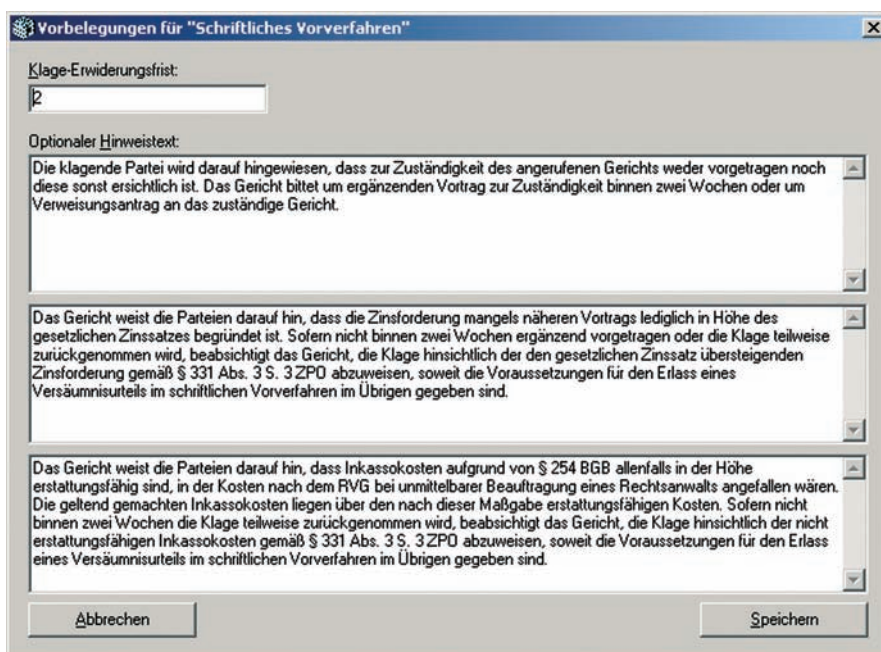 Vorbelegungen für "Schriftliches Vorverfahren"
Klage-Erwiderungsfrist:
2
Optionaler Hinweistext:
Die klagende Partei wird darauf hingewiesen, dass zur Zuständigkeit des angerufenen Gerichts weder vorgetragen noch
diese sonst ersichtlich ist. Das Gericht bittet um ergänzenden Vortrag zur Zuständigkeit binnen zwei Wochen oder um
Verweisungsantrag an das zuständige Gericht.
Das Gericht weist die Parteien darauf hin, dass die Zinsforderung mangels näheren Vortrags lediglich in Höhe des
gesetzlichen Zinssatzes begründet ist. Sofern nicht binnen zwei Wochen ergänzend vorgetragen oder die Klage teilweise
zurückgenommen wird, beabsichtigt das Gericht, die Klage hinsichtlich der den gesetzlichen Zinssatz übersteigenden
Zinsforderung gemäß § 331 Abs. 3 S. 3 ZPO abzuweisen, soweit die Voraussetzungen für den Erlass eines
Versäumnisurteils im schriftlichen Vorverfahren im Übrigen gegeben sind.
Das Gericht weist die Parteien darauf hin, dass Inkassokosten aufgrund von § 254 BGB allenfalls in der Höhe
erstattungsfähig sind, in der Kosten nach dem RVG bei unmittelbarer Beauftragung eines Rechtsanwalts angefallen wären.
Die geltend gemachten Inkassokosten liegen über den nach dieser Maßgabe erstattungsfähigen Kosten. Sofern nicht
binnen zwei Wochen die Klage teilweise zurückgenommen wird, beabsichtigt das Gericht, die Klage hinsichtlich der nicht
erstattungsfähigen Inkassokosten gemäß § 331 Abs. 3 S. 3 ZPO abzuweisen, soweit die Voraussetzungen für den Erlass
eines Versäumnisurteils im schriftlichen Vorverfahren im Übrigen gegeben sind.
Abbrechen
Speichern